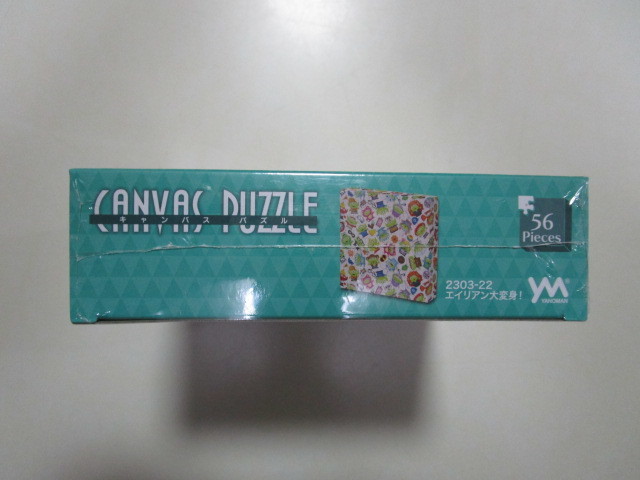 CANVAS PUZZLE
キャンバス パズル
56
Pieces
2303-22
エイリアン大変身!
YM
YANOMAN